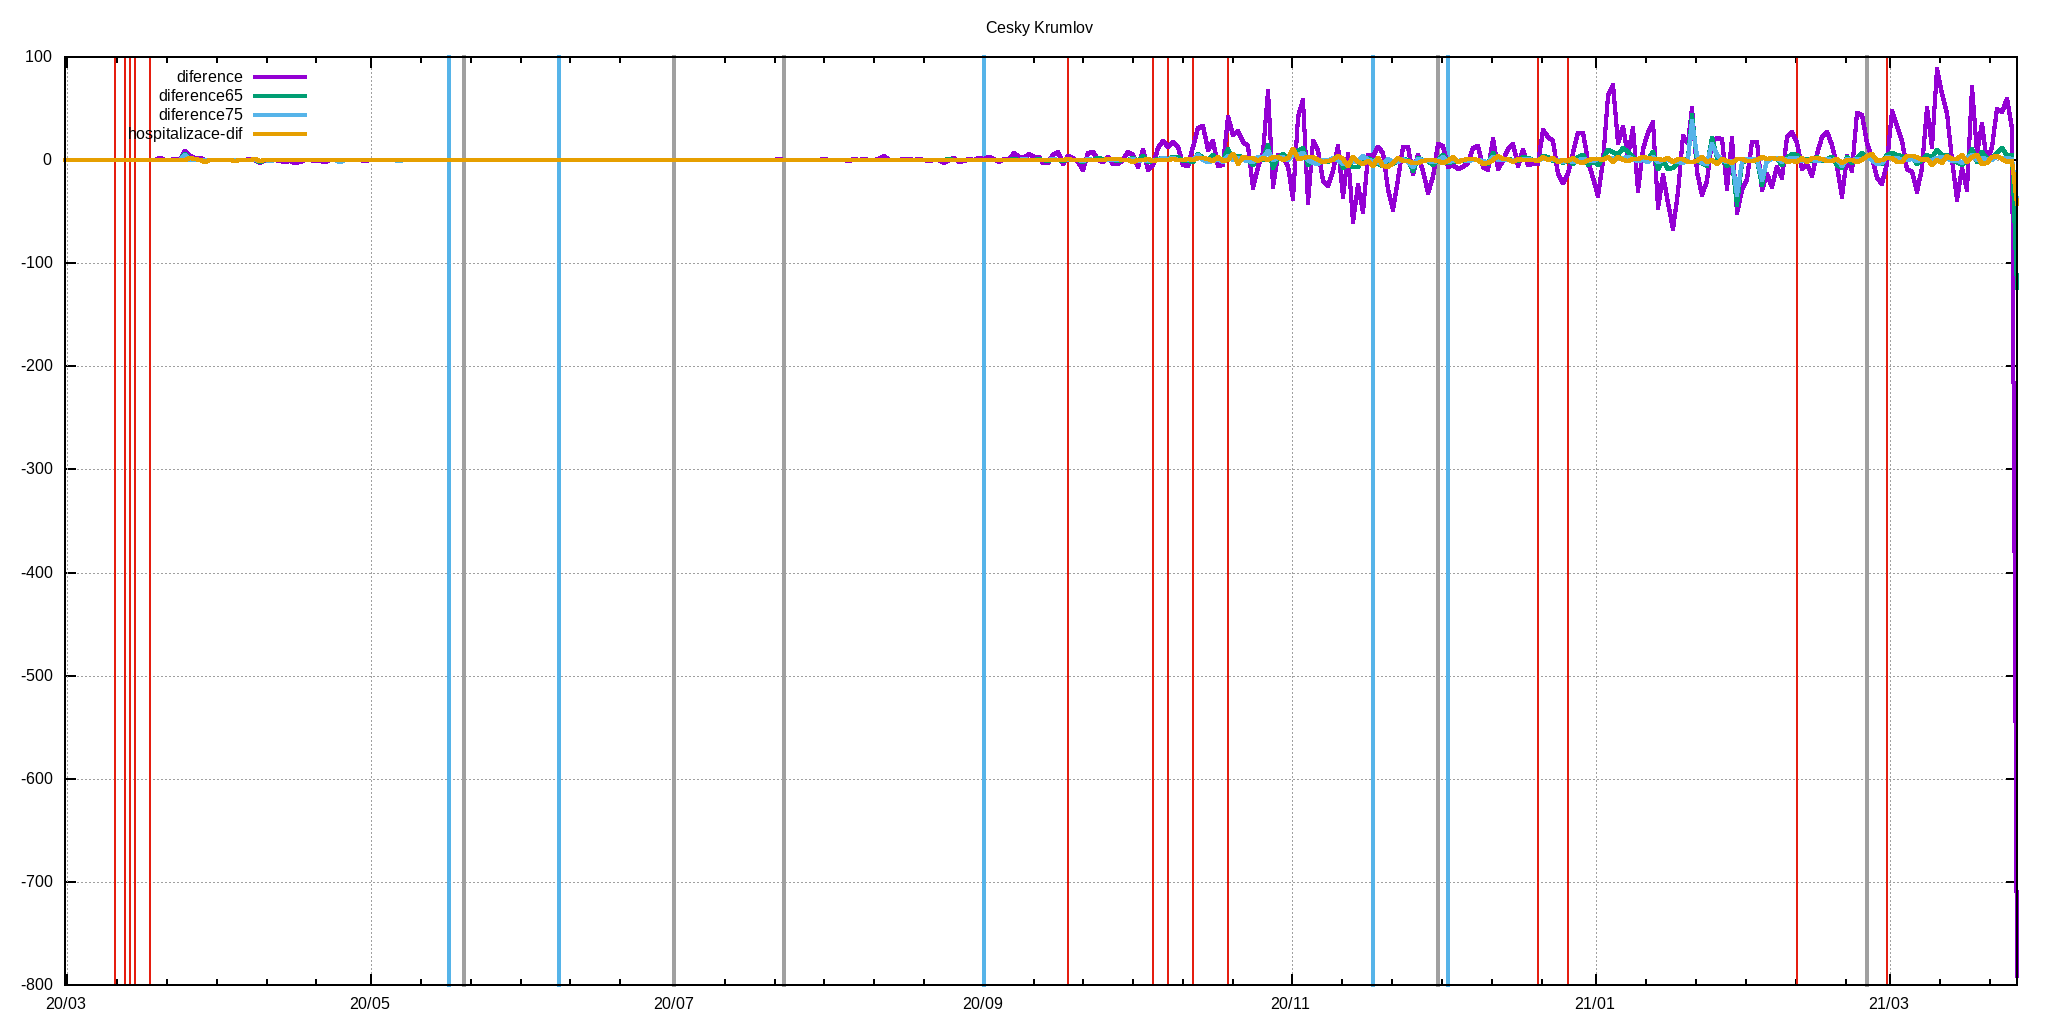 Cesky Krumlov
diference
diference65
diference75
hospitalizace-dif
100
0
-100
-200
-300
-400
-500
-600
-700
-800
20/03 20/05 20/07 20/09 20/11 21/01 21/03